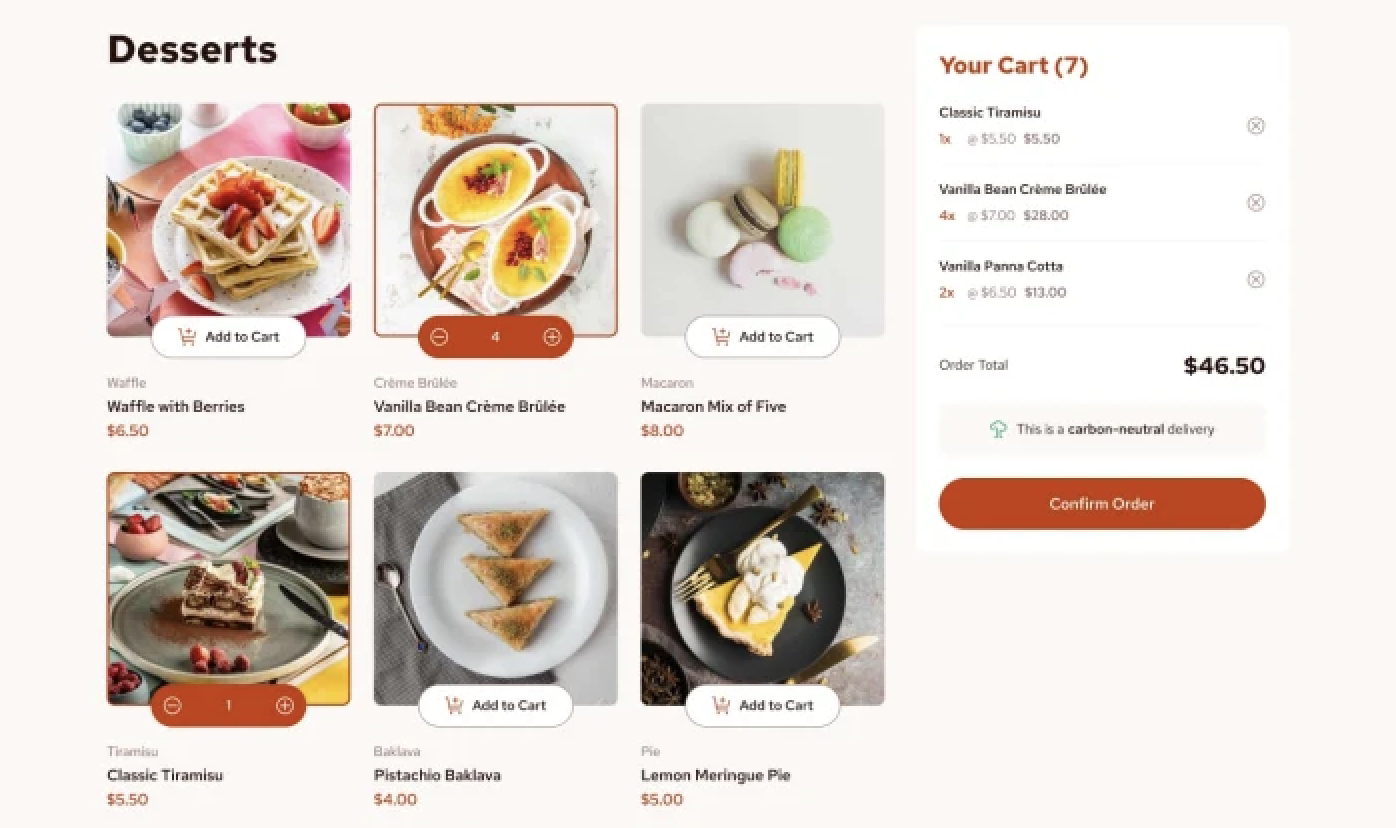 Desserts
Add to Cart
4
Add to Cart
Waffle
Waffle with Berries
$6.50
Crème Brûlée
Vanilla Bean Crème Brûlée
$7.00
Macaron
Macaron Mix of Five
$8.00
1
Add to Cart
Add to Cart
Tiramisu
Classic Tiramisu
$5.50
Baklava
Pistachio Baklava
$4.00
Pie
Lemon Meringue Pie
$5.00
Your Cart (7)
Classic Tiramisu
1x @ $5.50 $5.50
Vanilla Bean Crème Brûlée
4x @ $7.00 $28.00
Vanilla Panna Cotta
2x @ $6.50 $13.00
Order Total $46.50
This is a carbon-neutral delivery
Confirm Order